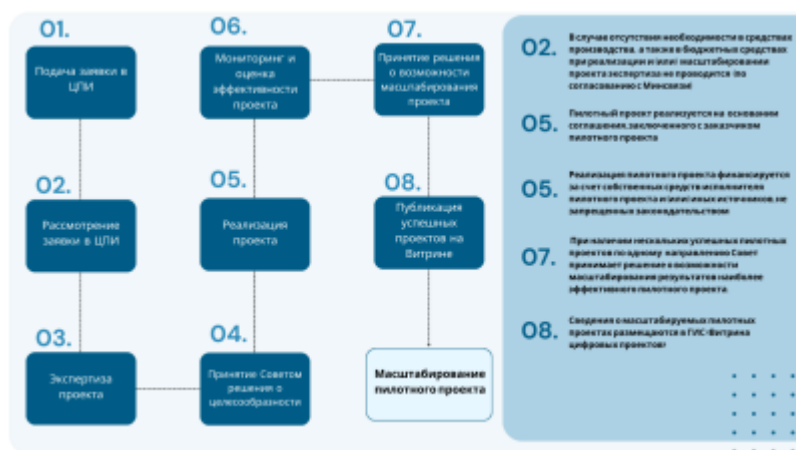 01.
Подача заявки в
ЦПИ
02.
Рассмотрение
заявки в ЦПИ
03.
Экспертиза
проекта
04.
Принятие Советом
решения о
целесообразности
05.
Реализация
проекта
06.
Мониторинг и
оценка
эффективности
проекта
07.
Принятие решения
о возможности
масштабирования
проекта
08.
Публикация
успешных
проектов на
Витрине
Масштабирование
пилотного проекта
02.
В случае отсутствия необходимости в средствах
производства, а также в бюджетных средствах
при реализации и (или) масштабировании
проекта экспертиза не проводится (по
согласованию с Минсвязи)
05.
Пилотный проект реализуется на основании
соглашения, заключенного с заказчиком
пилотного проекта
05.
Реализация пилотного проекта финансируется
за счет собственных средств исполнителя
пилотного проекта и (или) иных источников, не
запрещенных законодательством
07.
При наличии нескольких успешных пилотных
проектов по одному направлению Совет
принимает решение о возможности
масштабирования результатов наиболее
эффективного пилотного проекта.
08.
Сведения о масштабируемых пилотных
проектах размещаются в ГИС «Витрина
цифровых проектов»